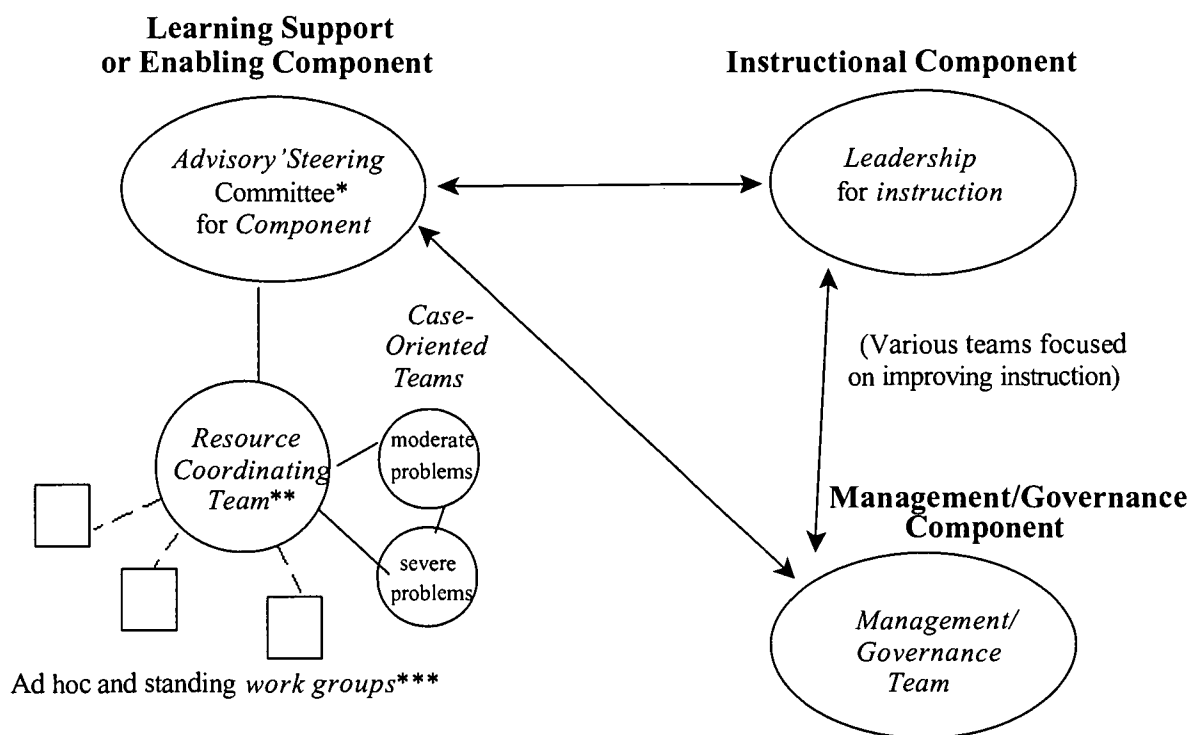 Learning Support
or Enabling Component
Instructional Component
Advisory'Steering
Committee*
for Component
Leadership
for instruction
Case-
Oriented
Teams
(Various teams focused
on improving instruction)
Resource
Coordinating
Team**
moderate
problems
severe
problems
Management/Governance
Component
Management/
Governance
Team
Ad hoc and standing work groups***